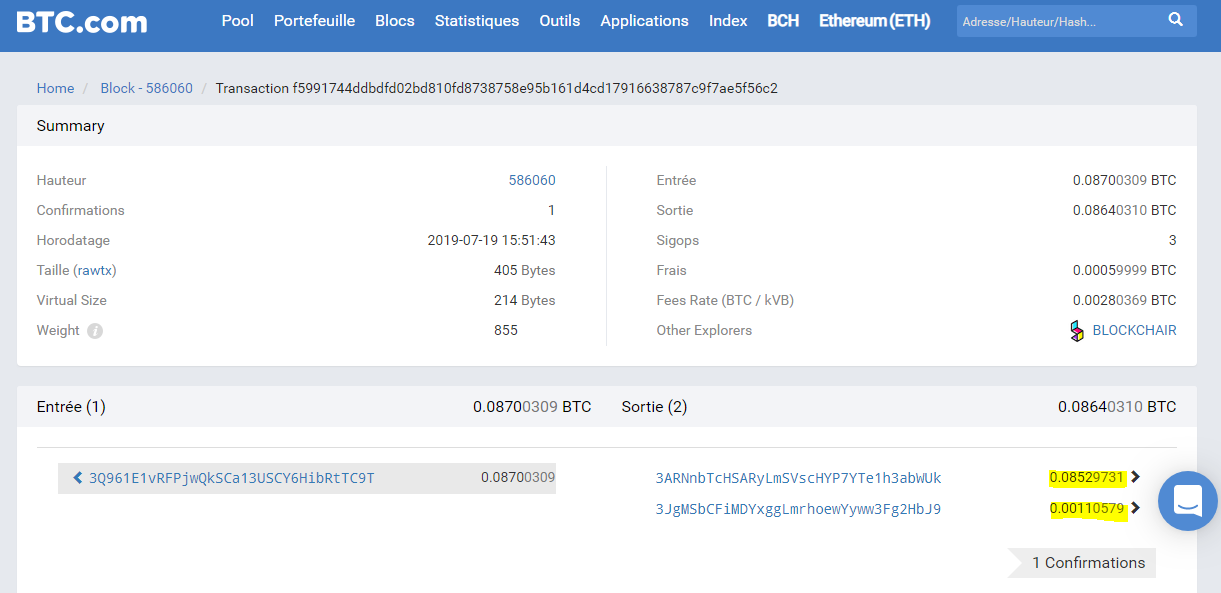 BTC.com Pool Portefeuille Blocs Statistiques Outils Applications Index BCH Ethereum(ETH) Adresse/Hauteur/Hash...
Home / Block - 586060 / Transaction f5991744ddbdfd02bd810fd8738758e95b161d4cd17916638787c9f7ae5f56c2
Summary
Hauteur 586060
Confirmations 1
Horodatage 2019-07-19 15:51:43
Taille (rawtx) 405 Bytes
Virtual Size 214 Bytes
Weight i 855
Entrée 0.08700309 BTC
Sortie 0.08640310 BTC
Sigops 3
Frais 0.00059999 BTC
Fees Rate (BTC / kVB) 0.00280369 BTC
Other Explorers BLOCKCHAIR
Entrée (1) 0.08700309 BTC Sortie (2) 0.08640310 BTC
3Q961E1vRFPjwQkSCa13USCY6HibRtTC9T 0.08700309
3ARNnbTcHSARyLmSVscHYP7YTe1h3abWUk 0.08529731
3JgMSbCFiMDYxggLmrhoewYyww3Fg2HbJ9 0.00110579
1 Confirmations